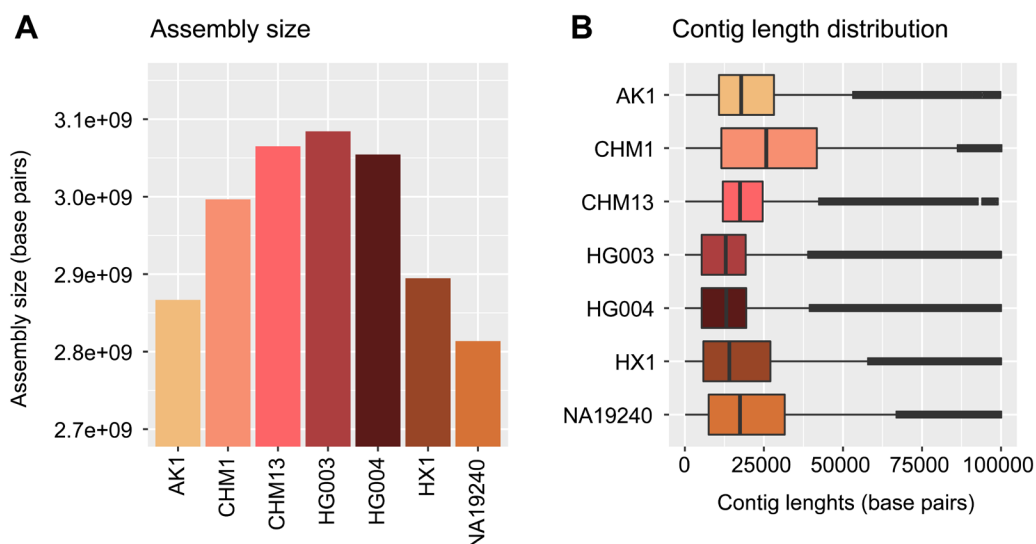 A Assembly size
Assembly size (base pairs)
3.1e+09
3.0e+09
2.9e+09
2.8e+09
2.7e+09
AK1 CHM1 CHM13 HG003 HG004 HX1 NA19240
B Contig length distribution
AK1
CHM1
CHM13
HG003
HG004
HX1
NA19240
0 25000 50000 75000 100000
Contig lenghts (base pairs)